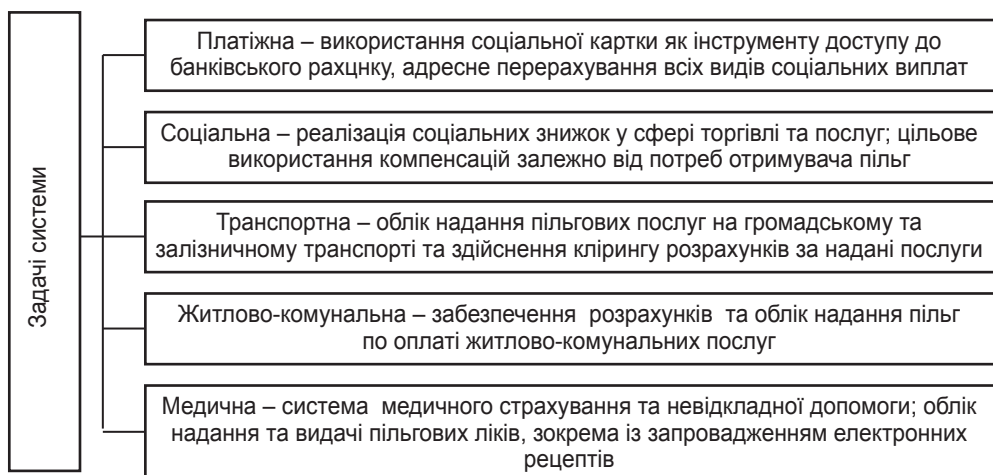 Задачі системи
Платіжна – використання соціальної картки як інструменту доступу до
банківського рахцнку, адресне перерахування всіх видів соціальних виплат
Соціальна – реалізація соціальних знижок у сфері торгівлі та послуг; цільове
використання компенсацій залежно від потреб отримувача пільг
Транспортна – облік надання пільгових послуг на громадському та
залізничному транспорті та здійснення клірингу розрахунків за надані послуги
Житлово-комунальна – забезпечення розрахунків та облік надання пільг
по оплаті житлово-комунальних послуг
Медична – система медичного страхування та невідкладної допомоги; облік
надання та видачі пільгових ліків, зокрема із запровадженням електронних
рецептів